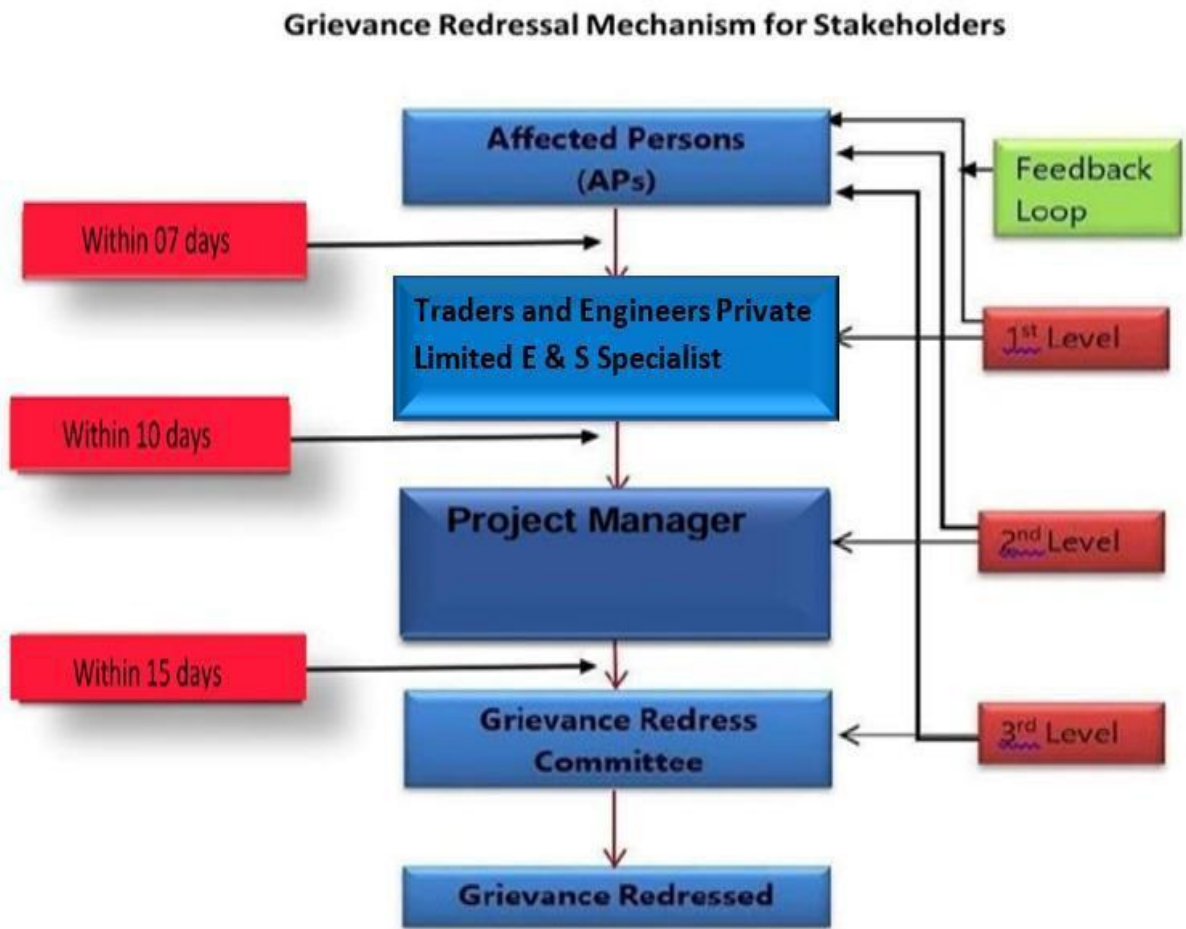 Grievance Redressal Mechanism for Stakeholders
Affected Persons
(APs)
Feedback
Loop
Within 07 days
Traders and Engineers Private
Limited E & S Specialist
1st Level
Within 10 days
Project Manager
2nd Level
Within 15 days
Grievance Redress
Committee
3rd Level
Grievance Redressed